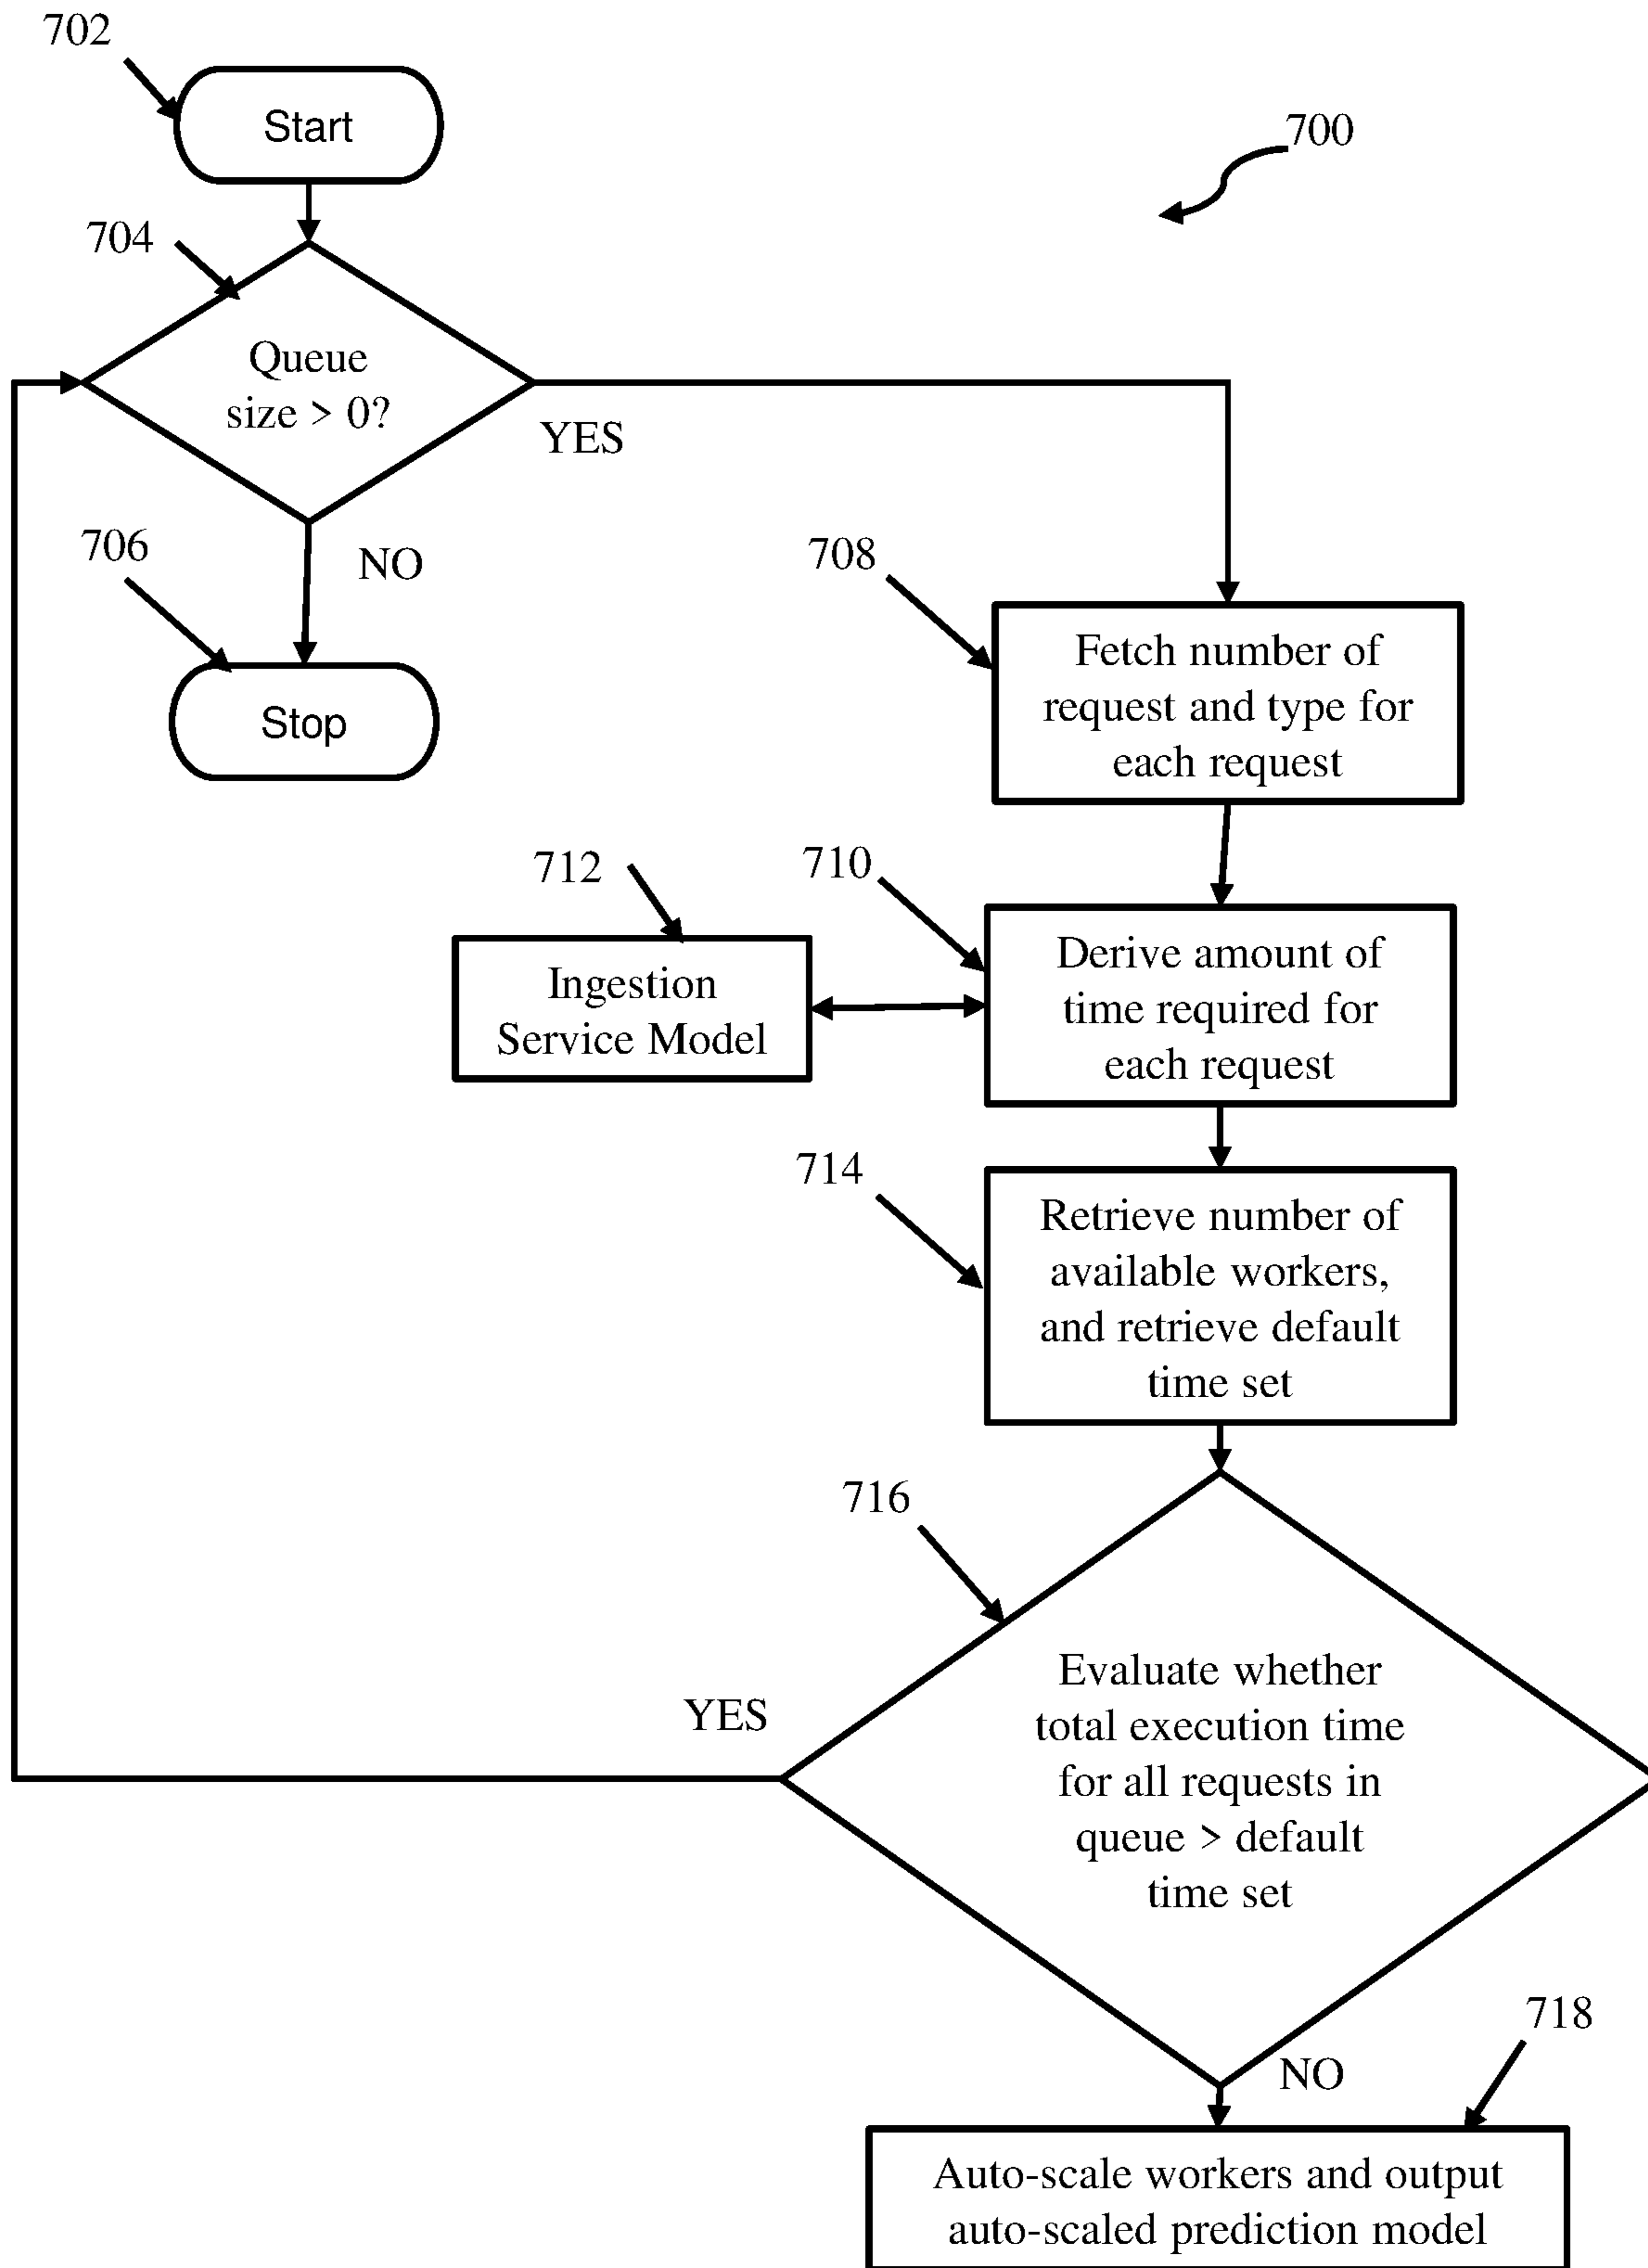 702
Start
700
704
Queue
size > 0?
YES
706
NO
Stop
708
Fetch number of
request and type for
each request
710
712
Ingestion
Service Model
Derive amount of
time required for
each request
714
Retrieve number of
available workers,
and retrieve default
time set
716
YES
Evaluate whether
total execution time
for all requests in
queue > default
time set
718
NO
Auto-scale workers and output
auto-scaled prediction model